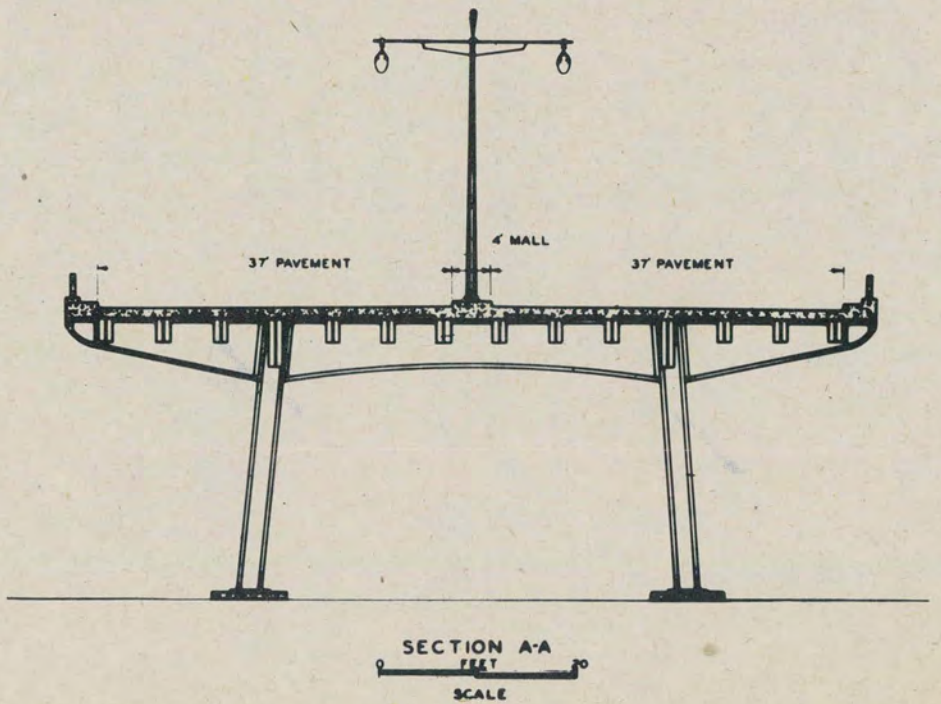 4' MALL
37' PAVEMENT 37' PAVEMENT
SECTION A-A
0 FEET 20
SCALE